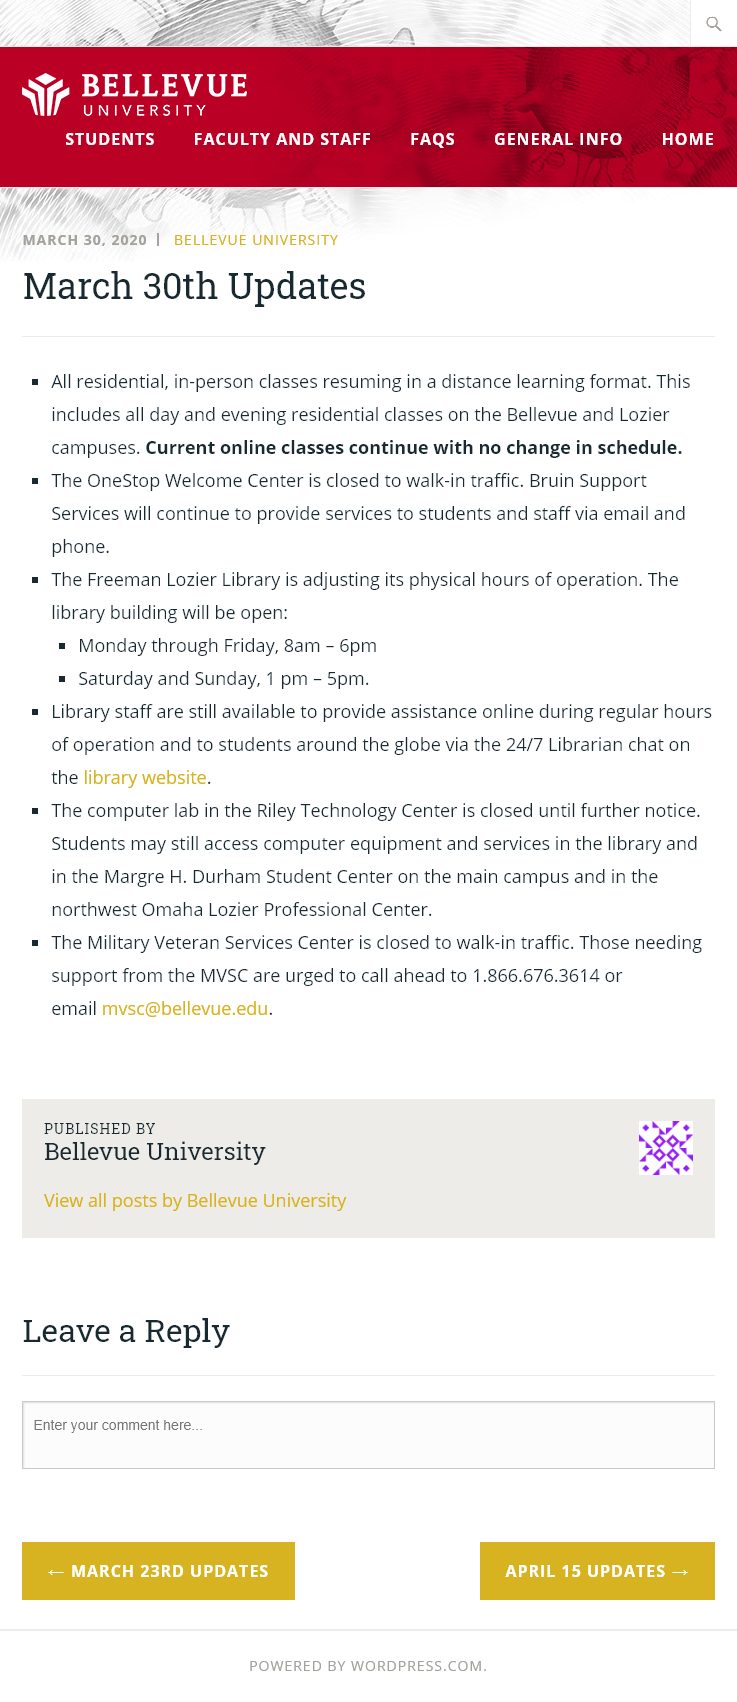 BELLEVUE
UNIVERSITY
STUDENTS FACULTY AND STAFF FAQS GENERAL INFO HOME
MARCH 30, 2020 | BELLEVUE UNIVERSITY
March 30th Updates
All residential, in-person classes resuming in a distance learning format. This
includes all day and evening residential classes on the Bellevue and Lozier
campuses. Current online classes continue with no change in schedule.
The OneStop Welcome Center is closed to walk-in traffic. Bruin Support
Services will continue to provide services to students and staff via email and
phone.
The Freeman Lozier Library is adjusting its physical hours of operation. The
library building will be open:
Monday through Friday, 8am – 6pm
Saturday and Sunday, 1 pm – 5pm.
Library staff are still available to provide assistance online during regular hours
of operation and to students around the globe via the 24/7 Librarian chat on
the library website.
The computer lab in the Riley Technology Center is closed until further notice.
Students may still access computer equipment and services in the library and
in the Margre H. Durham Student Center on the main campus and in the
northwest Omaha Lozier Professional Center.
The Military Veteran Services Center is closed to walk-in traffic. Those needing
support from the MVSC are urged to call ahead to 1.866.676.3614 or
email mvsc@bellevue.edu.
PUBLISHED BY
Bellevue University
View all posts by Bellevue University
Leave a Reply
Enter your comment here...
← MARCH 23RD UPDATES APRIL 15 UPDATES →
POWERED BY WORDPRESS.COM.